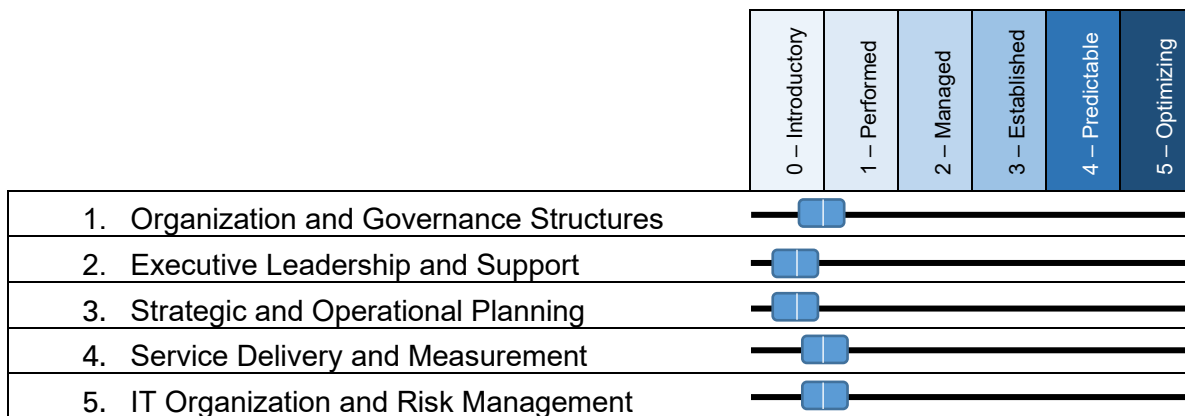 0 – Introductory
1 – Performed
2 – Managed
3 – Established
4 – Predictable
5 – Optimizing
1. Organization and Governance Structures
2. Executive Leadership and Support
3. Strategic and Operational Planning
4. Service Delivery and Measurement
5. IT Organization and Risk Management